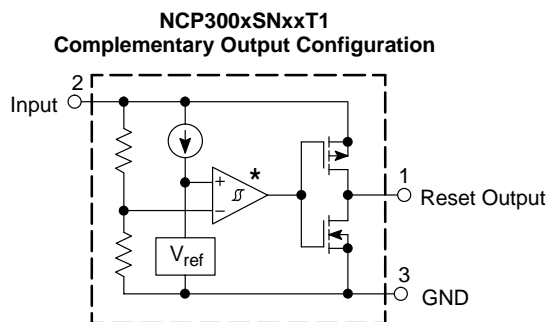 NCP300xSNxxT1
Complementary Output Configuration
2
Input
*
1
+
Reset Output
−
Vref
3
GND